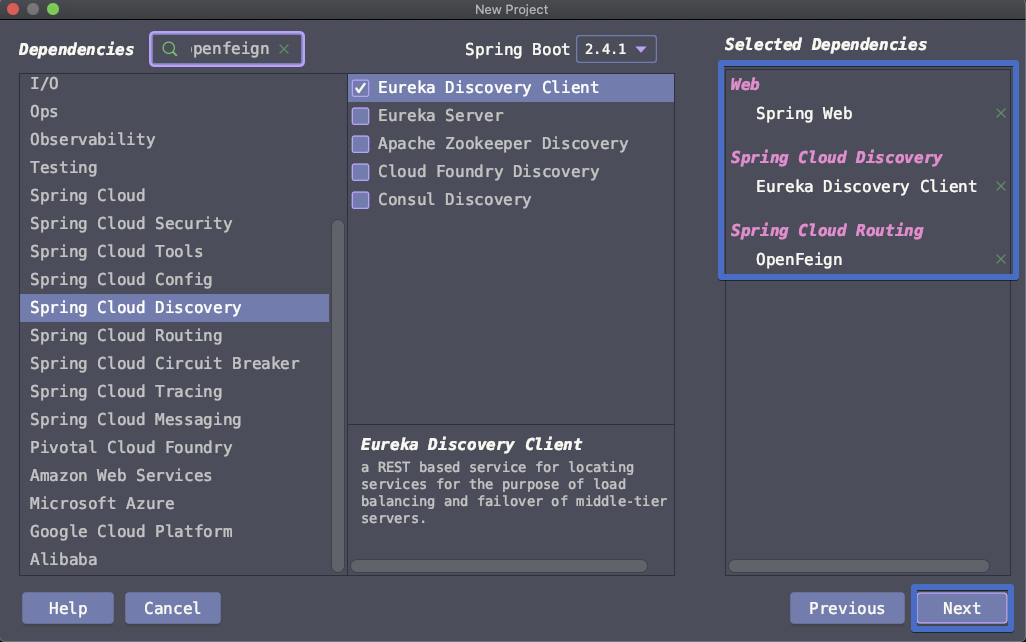 New Project
Dependencies
penfeign
Spring Boot 2.4.1
Selected Dependencies
I/O
Ops
Observability
Testing
Spring Cloud
Spring Cloud Security
Spring Cloud Tools
Spring Cloud Config
Spring Cloud Discovery
Spring Cloud Routing
Spring Cloud Circuit Breaker
Spring Cloud Tracing
Spring Cloud Messaging
Pivotal Cloud Foundry
Amazon Web Services
Microsoft Azure
Google Cloud Platform
Alibaba
Eureka Discovery Client
Eureka Server
Apache Zookeeper Discovery
Cloud Foundry Discovery
Consul Discovery
Eureka Discovery Client
a REST based service for locating
services for the purpose of load
balancing and failover of middle-tier
servers.
Web
Spring Web
Spring Cloud Discovery
Eureka Discovery Client
Spring Cloud Routing
OpenFeign
Help
Cancel
Previous
Next